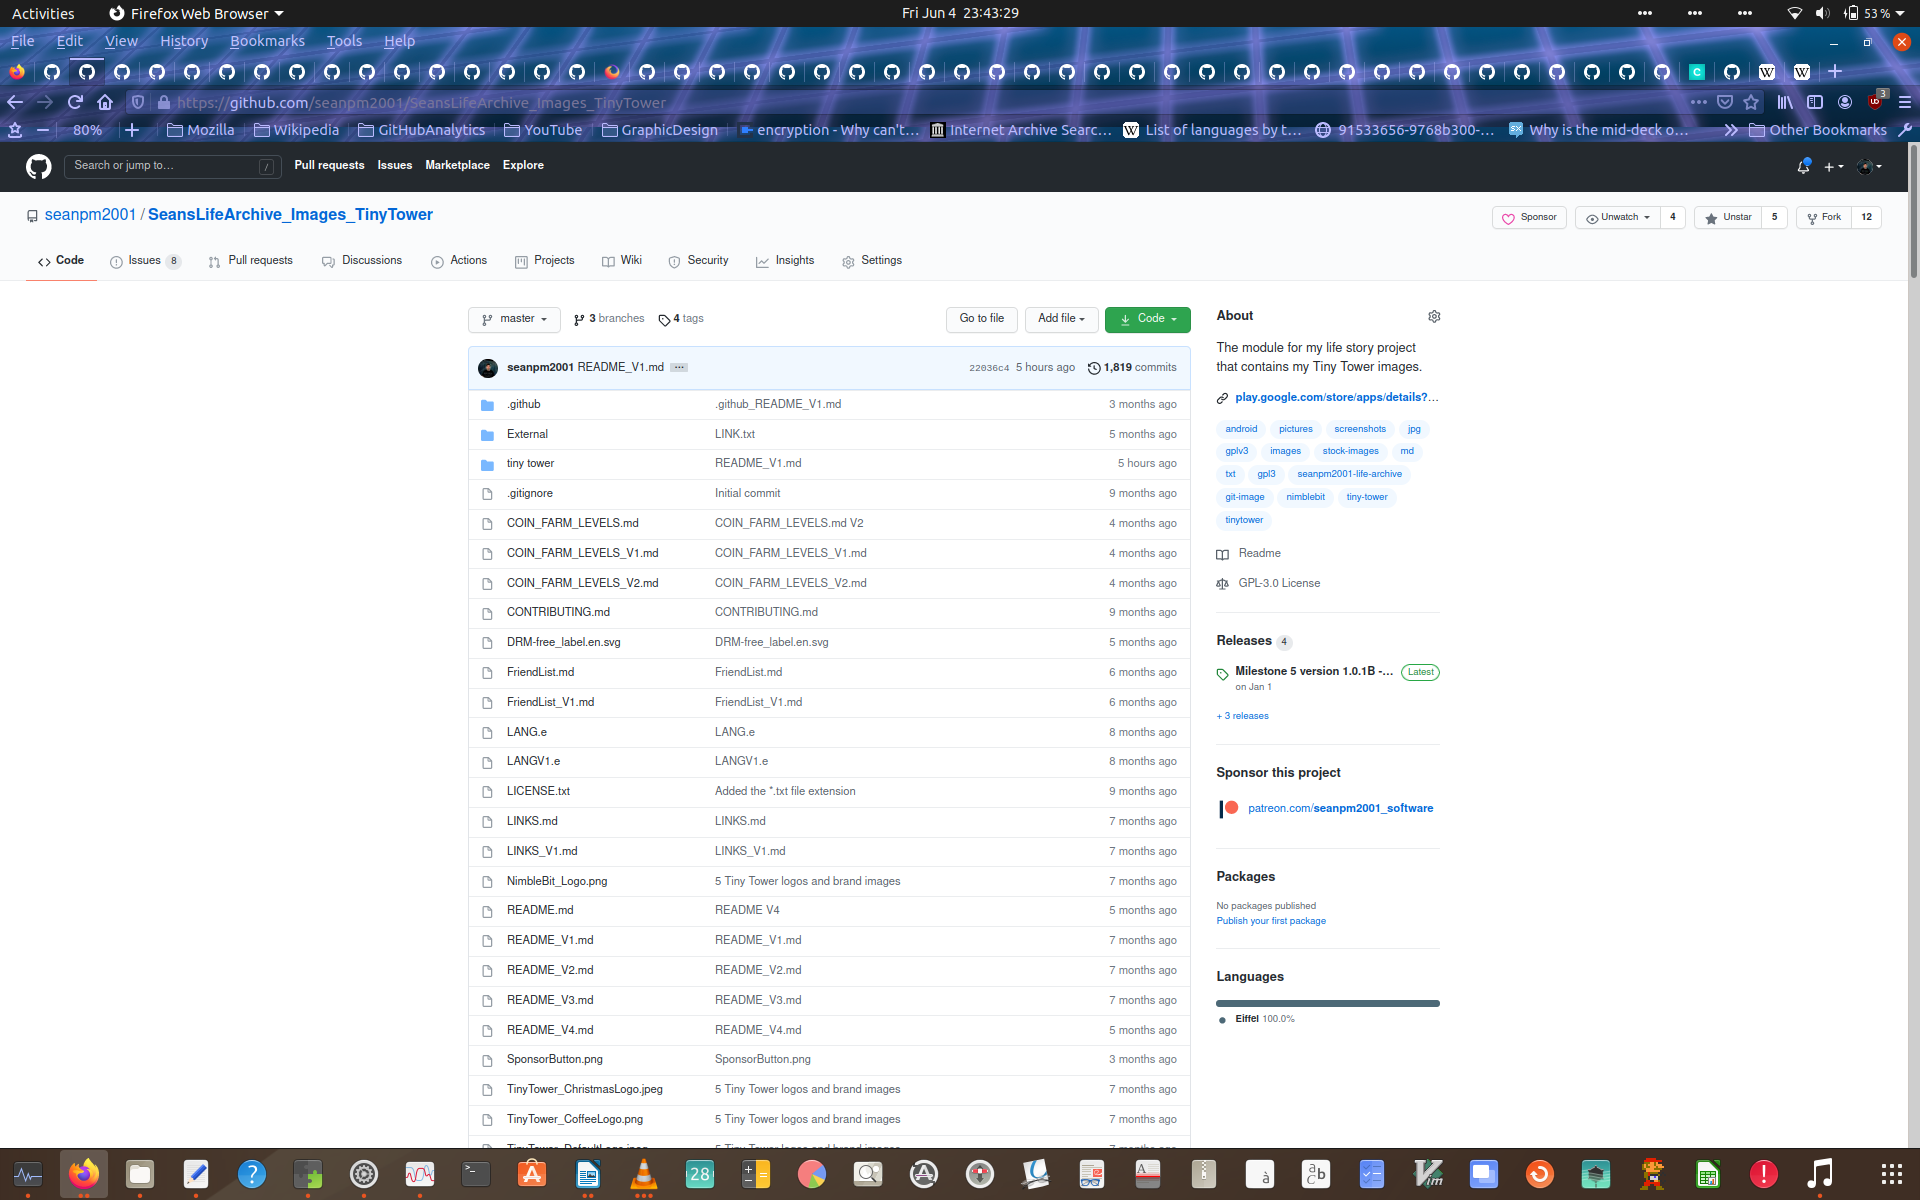 Activities Firefox Web Browser Fri Jun 4 23:43:29 53 %
File Edit View History Bookmarks Tools Help
https://github.com/seanpm2001/SeansLifeArchive_Images_TinyTower
80% Mozilla Wikipedia GitHubAnalytics YouTube GraphicDesign encryption - Why can't... Internet Archive Searc... List of languages by t... 91533656-9768b300-... Why is the mid-deck o... Other Bookmarks
Search or jump to... / Pull requests Issues Marketplace Explore
seanpm2001 / SeansLifeArchive_Images_TinyTower Sponsor Unwatch 4 Unstar 5 Fork 12
Code Issues 8 Pull requests Discussions Actions Projects Wiki Security Insights Settings
master 3 branches 4 tags Go to file Add file Code
seanpm2001 README_V1.md ... 22036c4 5 hours ago 1,819 commits
.github .github_README_V1.md 3 months ago
External LINK.txt 5 months ago
tiny tower README_V1.md 5 hours ago
.gitignore Initial commit 9 months ago
COIN_FARM_LEVELS.md COIN_FARM_LEVELS.md V2 4 months ago
COIN_FARM_LEVELS_V1.md COIN_FARM_LEVELS_V1.md 4 months ago
COIN_FARM_LEVELS_V2.md COIN_FARM_LEVELS_V2.md 4 months ago
CONTRIBUTING.md CONTRIBUTING.md 9 months ago
DRM-free_label.en.svg DRM-free_label.en.svg 5 months ago
FriendList.md FriendList.md 6 months ago
FriendList_V1.md FriendList_V1.md 6 months ago
LANG.e LANG.e 8 months ago
LANGV1.e LANGV1.e 8 months ago
LICENSE.txt Added the *.txt file extension 9 months ago
LINKS.md LINKS.md 7 months ago
LINKS_V1.md LINKS_V1.md 7 months ago
NimbleBit_Logo.png 5 Tiny Tower logos and brand images 7 months ago
README.md README V4 5 months ago
README_V1.md README_V1.md 7 months ago
README_V2.md README_V2.md 7 months ago
README_V3.md README_V3.md 7 months ago
README_V4.md README_V4.md 5 months ago
SponsorButton.png SponsorButton.png 3 months ago
TinyTower_ChristmasLogo.jpeg 5 Tiny Tower logos and brand images 7 months ago
TinyTower_CoffeeLogo.png 5 Tiny Tower logos and brand images 7 months ago
About
The module for my life story project
that contains my Tiny Tower images.
play.google.com/store/apps/details?...
android pictures screenshots jpg
gplv3 images stock-images md
txt gpl3 seanpm2001-life-archive
git-image nimblebit tiny-tower
tinytower
Readme
GPL-3.0 License
Releases 4
Milestone 5 version 1.0.1B -... Latest
on Jan 1
+ 3 releases
Sponsor this project
patreon.com/seanpm2001_software
Packages
No packages published
Publish your first package
Languages
Eiffel 100.0%